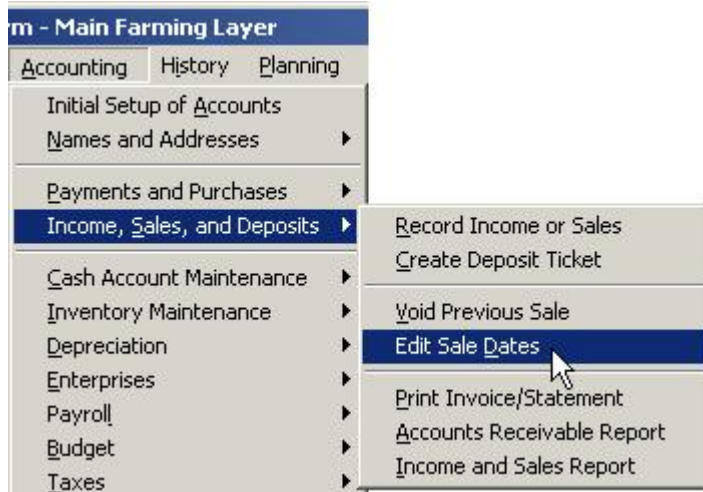 rm - Main Farming Layer
Accounting History Planning
Initial Setup of Accounts
Names and Addresses
Payments and Purchases
Income, Sales, and Deposits
Record Income or Sales
Create Deposit Ticket
Cash Account Maintenance
Inventory Maintenance
Void Previous Sale
Depreciation
Edit Sale Dates
Enterprises
Print Invoice/Statement
Payroll
Accounts Receivable Report
Budget
Income and Sales Report
Taxes